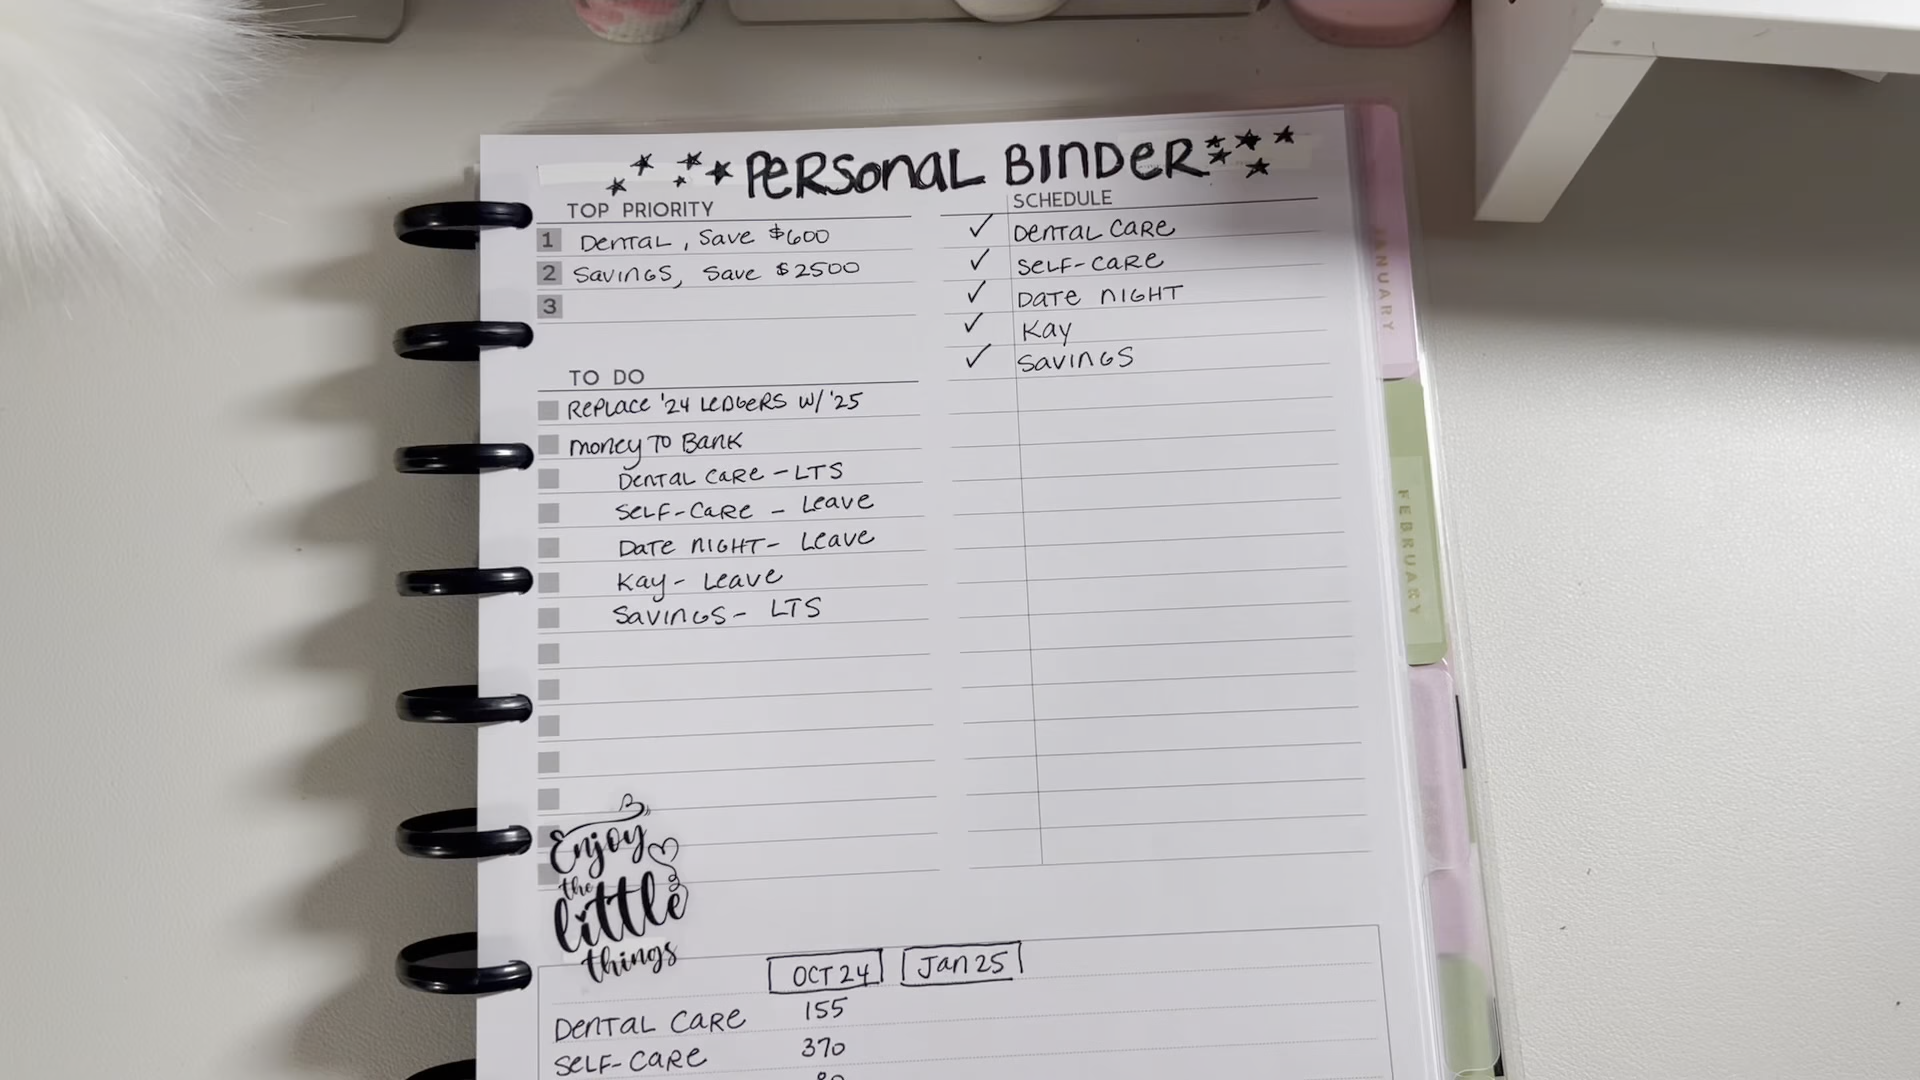 PERSONAL BINDER
TOP PRIORITY
1 DENTAL, SAVE $600
2 SAVINGS, SAVE $2500
3
SCHEDULE
✓ DENTAL CARE
✓ SELF-CARE
✓ DATE NIGHT
✓ KAY
✓ SAVINGS
TO DO
REPLACE '24 LEDGERS W/ '25
MONEY TO BANK
DENTAL CARE - LTS
SELF-CARE - LEAVE
DATE NIGHT - LEAVE
KAY - LEAVE
SAVINGS - LTS
Enjoy
the
little
things
OCT 24 JAN 25
DENTAL CARE 155
SELF-CARE 370
JANUARY
FEBRUARY